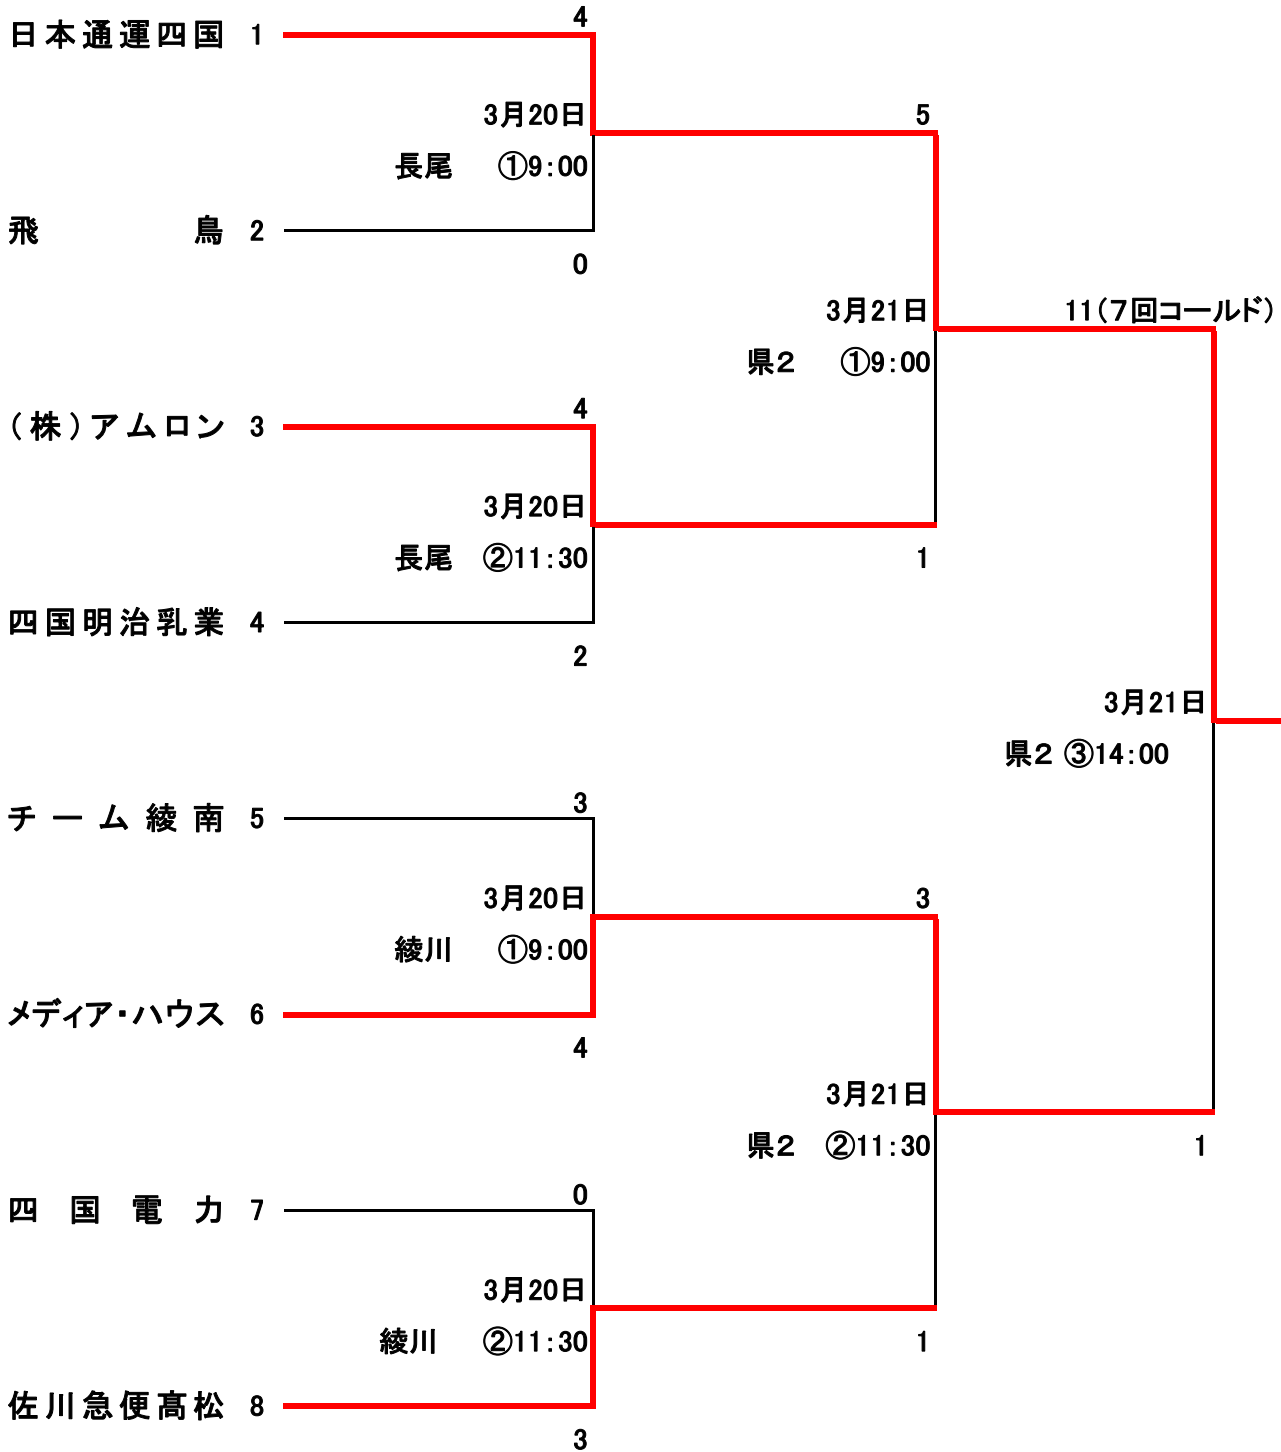 日本通運四国 1
4
3月20日
長尾 ①9:00
飛鳥 2
0
5
3月21日
県２ ①9:00
11(７回コールド)
(株)アムロン 3
4
3月20日
長尾 ②11:30
1
四国明治乳業 4
2
3月21日
県２ ③14:00
チーム綾南 5
3
3月20日
綾川 ①9:00
3
メディア・ハウス 6
4
3月21日
県２ ②11:30
1
四国電力 7
0
3月20日
綾川 ②11:30
1
佐川急便髙松 8
3